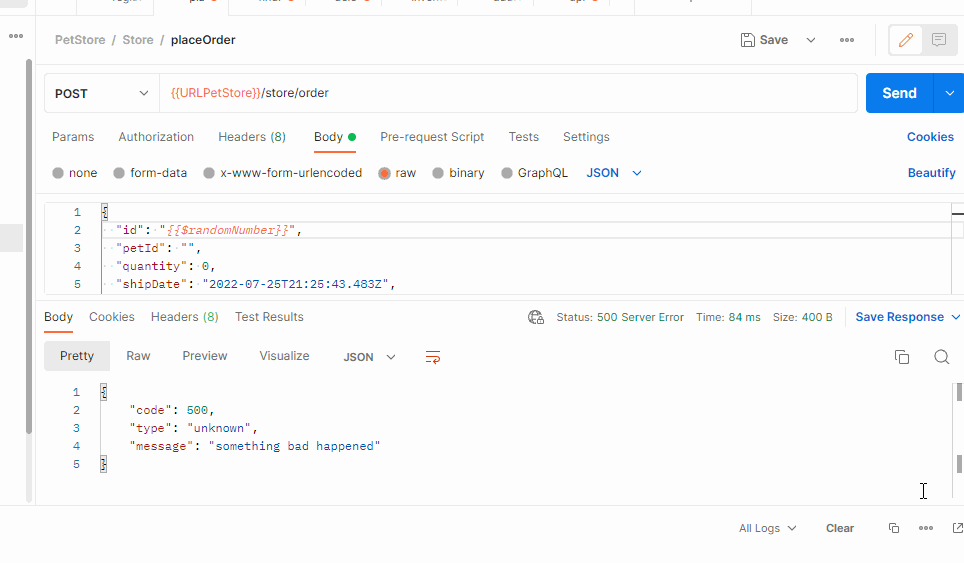 PetStore / Store / placeOrder
Save
POST
{{URLPetStore}}/store/order
Send
Params Authorization Headers (8) Body Pre-request Script Tests Settings Cookies
none form-data x-www-form-urlencoded raw binary GraphQL JSON Beautify
1 {
2 "id": "{{$randomNumber}}",
3 "petId": "",
4 "quantity": 0,
5 "shipDate": "2022-07-25T21:25:43.483Z",
Body Cookies Headers (8) Test Results Status: 500 Server Error Time: 84 ms Size: 400 B Save Response
Pretty Raw Preview Visualize JSON
1 {
2 "code": 500,
3 "type": "unknown",
4 "message": "something bad happened"
5 }
All Logs Clear